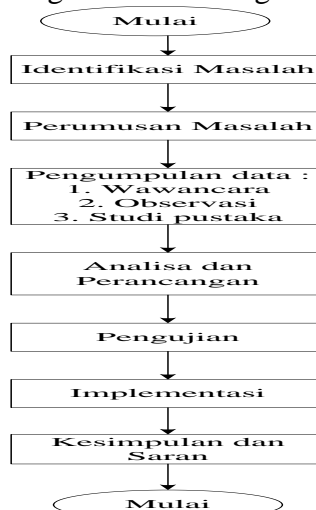 Mulai
Identifikasi Masalah
Perumusan Masalah
Pengumpulan data :
1. Wawancara
2. Observasi
3. Studi pustaka
Analisa dan
Perancangan
Pengujian
Implementasi
Kesimpulan dan
Saran
Mulai